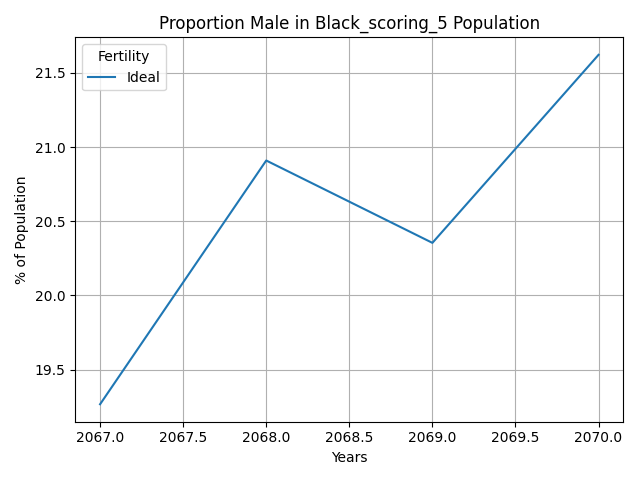 Proportion Male in Black_scoring_5 Population
Fertility
Ideal
% of Population
21.5
21.0
20.5
20.0
19.5
2067.0 2067.5 2068.0 2068.5 2069.0 2069.5 2070.0
Years